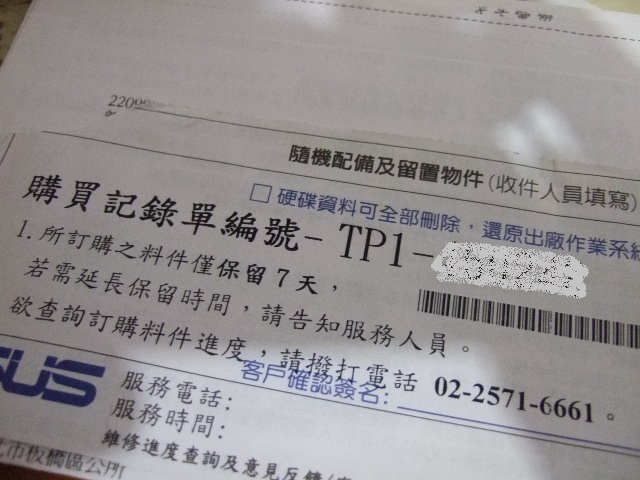 隨機配備及留置物件(收件人員填寫)
□ 硬碟資料可全部刪除，還原出廠作業系統
購買記錄單編號-TP1-
1.所訂購之料件僅保留7天，
若需延長保留時間，請告知服務人員。
欲查詢訂購料件進度，請撥打電話 02-2571-6661。
客戶確認簽名:
SUS
服務電話:
服務時間:
維修進度查詢及意見反饋
市板橋區公所